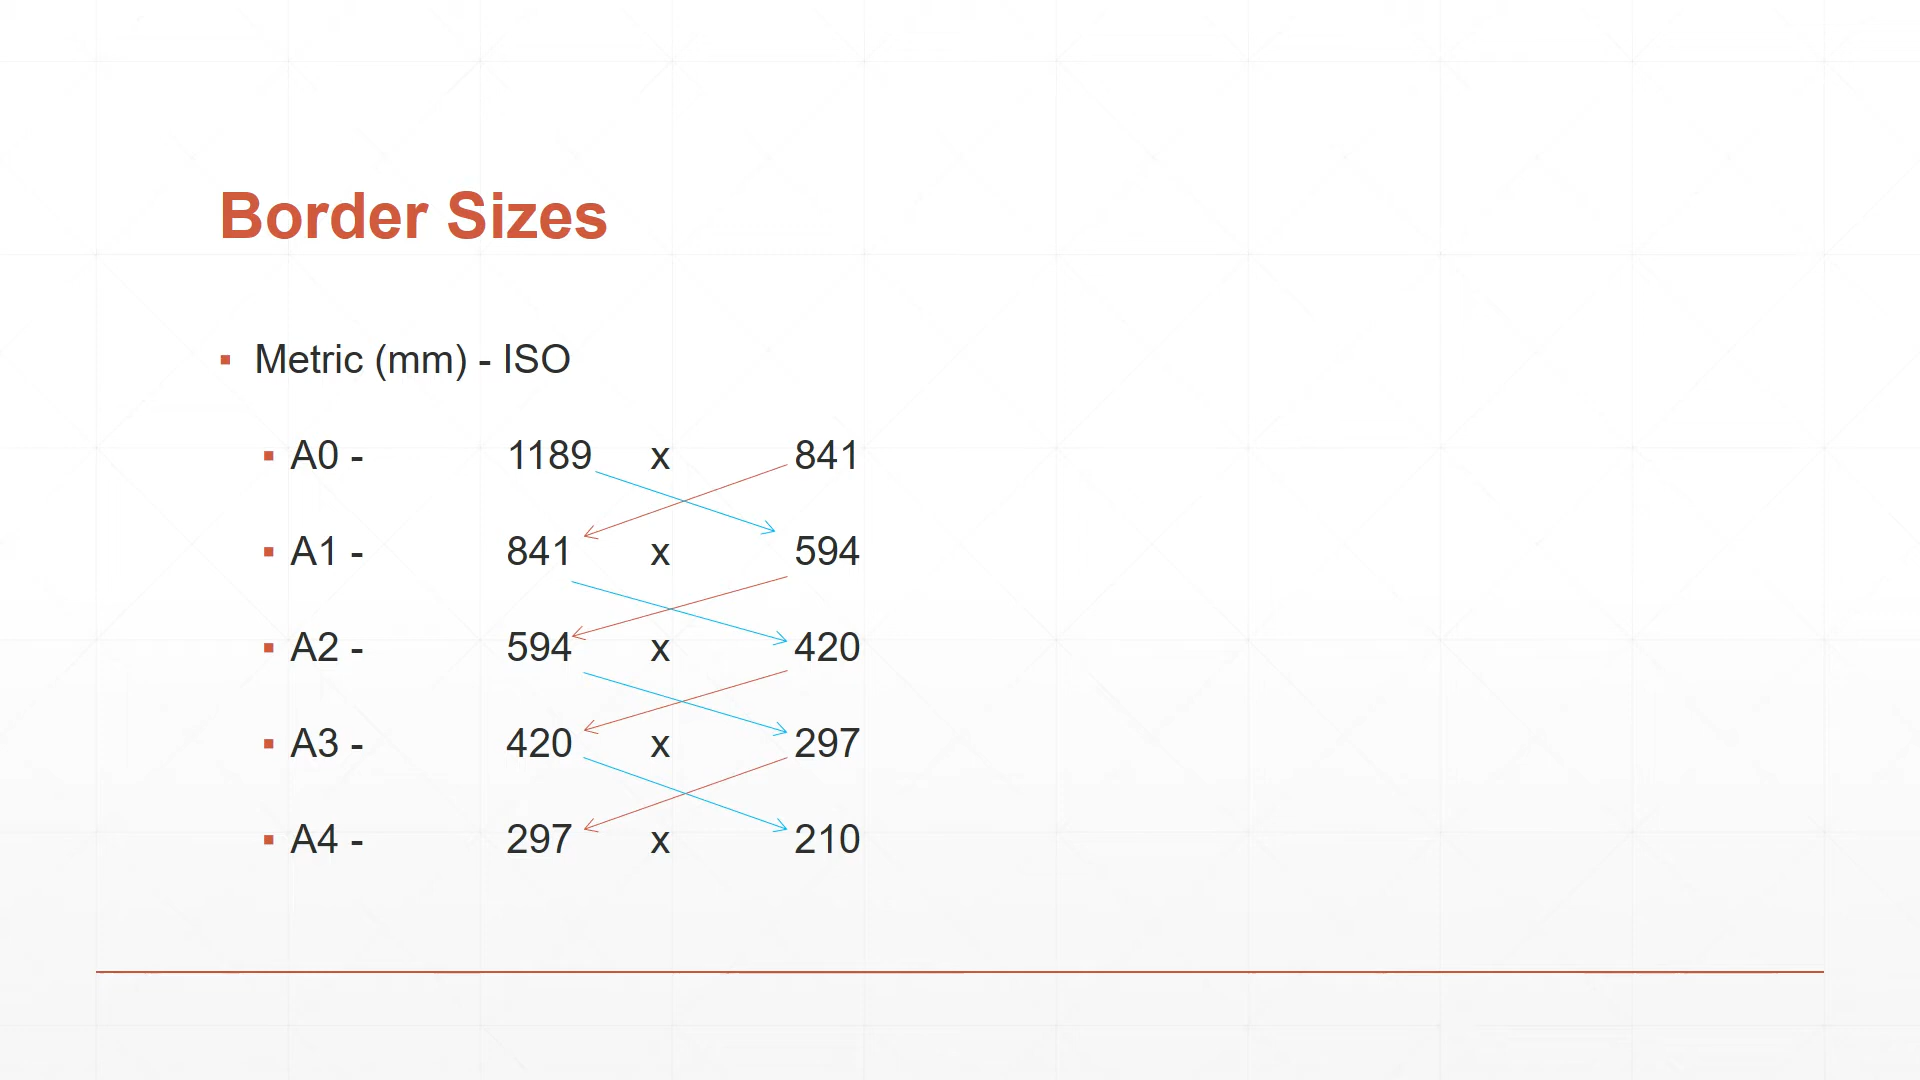 Border Sizes
▪ Metric (mm) - ISO
▪ A0 - 1189 x 841
▪ A1 - 841 x 594
▪ A2 - 594 x 420
▪ A3 - 420 x 297
▪ A4 - 297 x 210